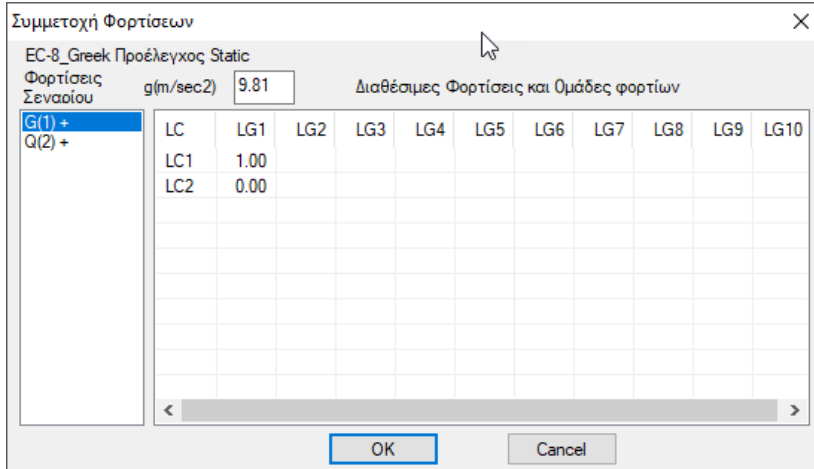 Συμμετοχή Φορτίσεων
EC-8_Greek Προέλεγχος Static
Φορτίσεις Σεναρίου
g(m/sec2) 9.81 Διαθέσιμες Φορτίσεις και Ομάδες φορτίων
G(1) +
Q(2) +
LC LG1 LG2 LG3 LG4 LG5 LG6 LG7 LG8 LG9 LG10
LC1 1.00
LC2 0.00
OK Cancel